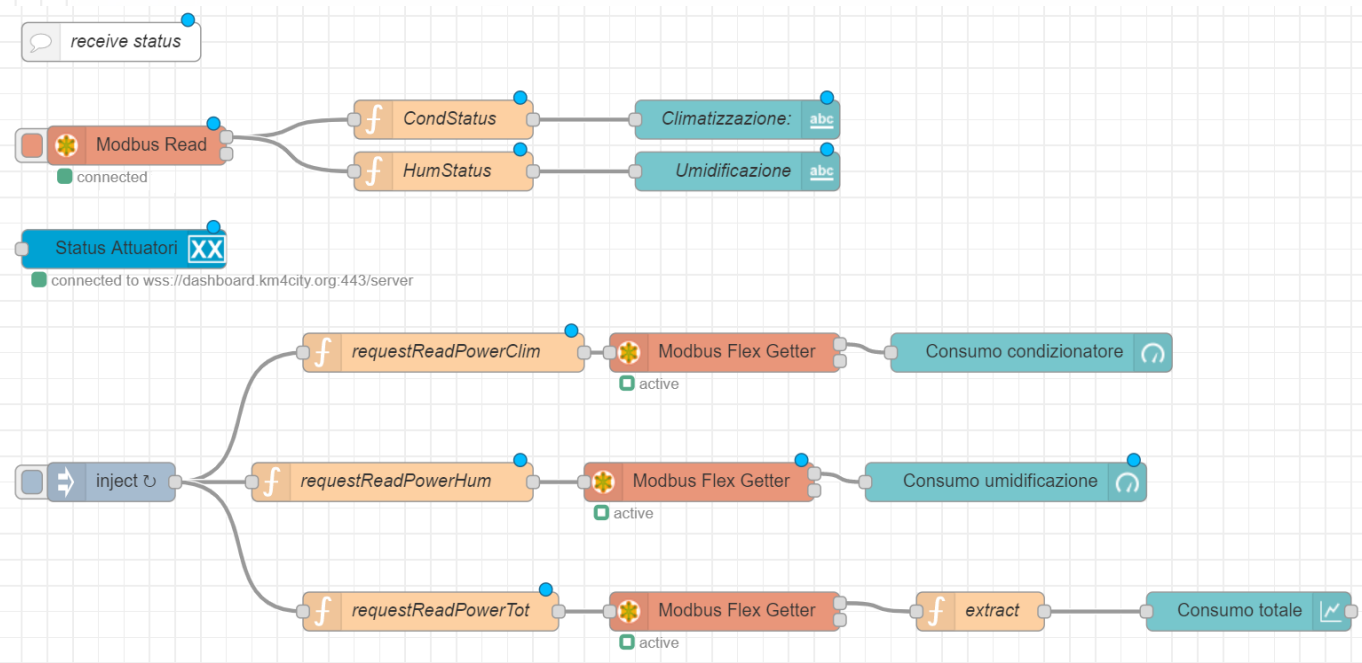 receive status
CondStatus
Climatizzazione:
abc
Modbus Read
HumStatus
Umidificazione
abc
connected
Status Attuatori
XX
connected to wss://dashboard.km4city.org:443/server
requestReadPowerClim
Modbus Flex Getter
Consumo condizionatore
active
inject ↻
requestReadPowerHum
Modbus Flex Getter
Consumo umidificazione
active
requestReadPowerTot
Modbus Flex Getter
extract
Consumo totale
active